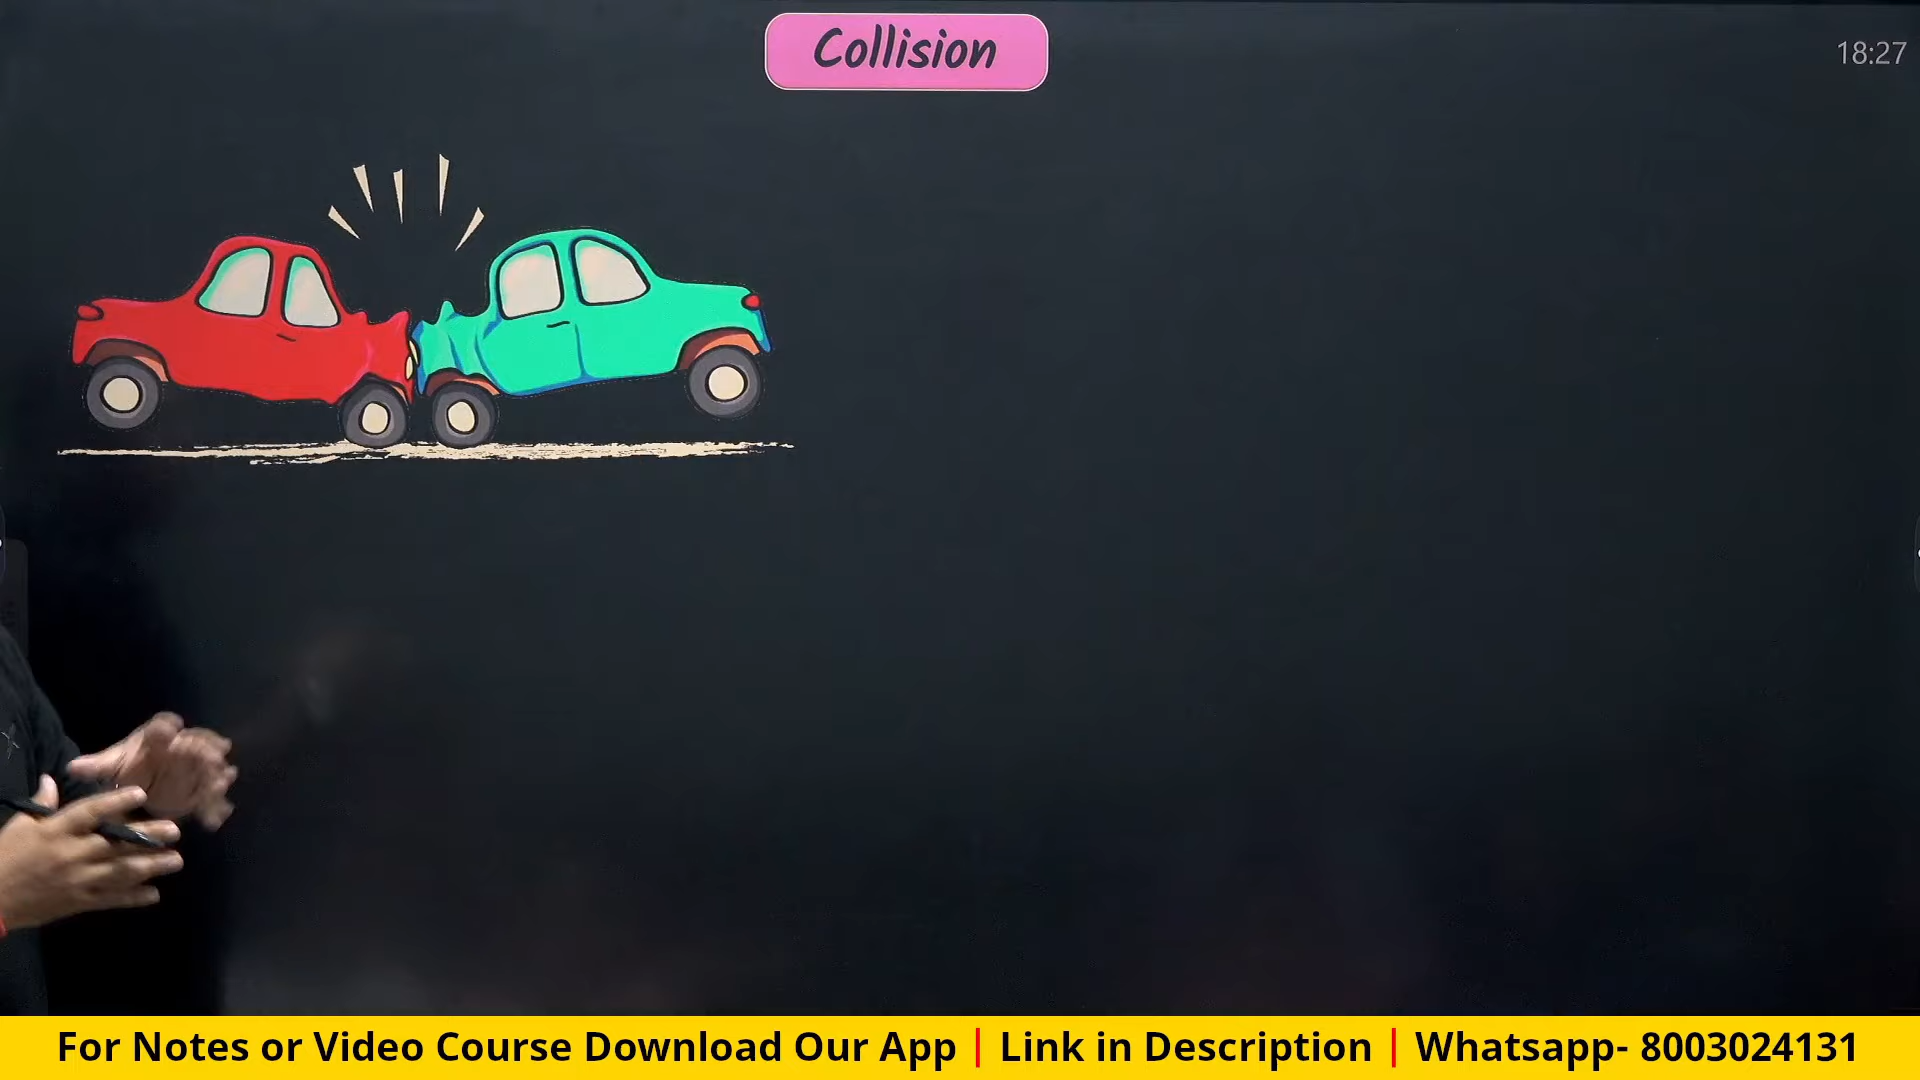 Collision
18:27
For Notes or Video Course Download Our App | Link in Description | Whatsapp- 8003024131